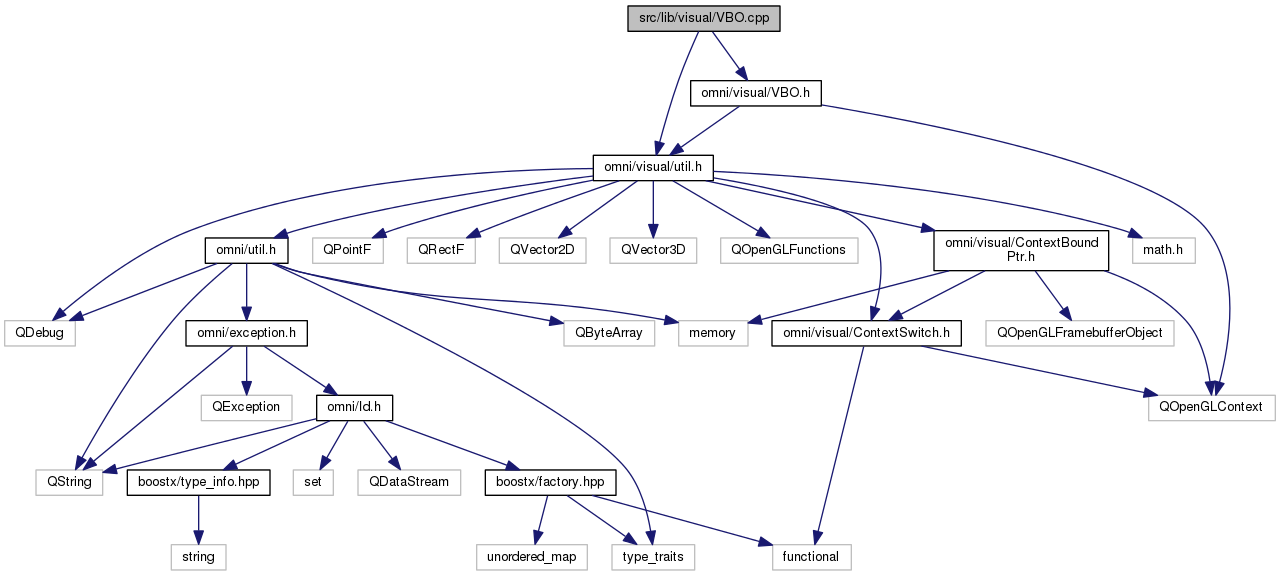 src/lib/visual/VBO.cpp
omni/visual/VBO.h
omni/visual/util.h
omni/util.h
QPointF
QRectF
QVector2D
QVector3D
QOpenGLFunctions
omni/visual/ContextBound
Ptr.h
math.h
QDebug
omni/exception.h
QByteArray
memory
omni/visual/ContextSwitch.h
QOpenGLFramebufferObject
QException
omni/Id.h
QOpenGLContext
QString
boostx/type_info.hpp
set
QDataStream
boostx/factory.hpp
string
unordered_map
type_traits
functional